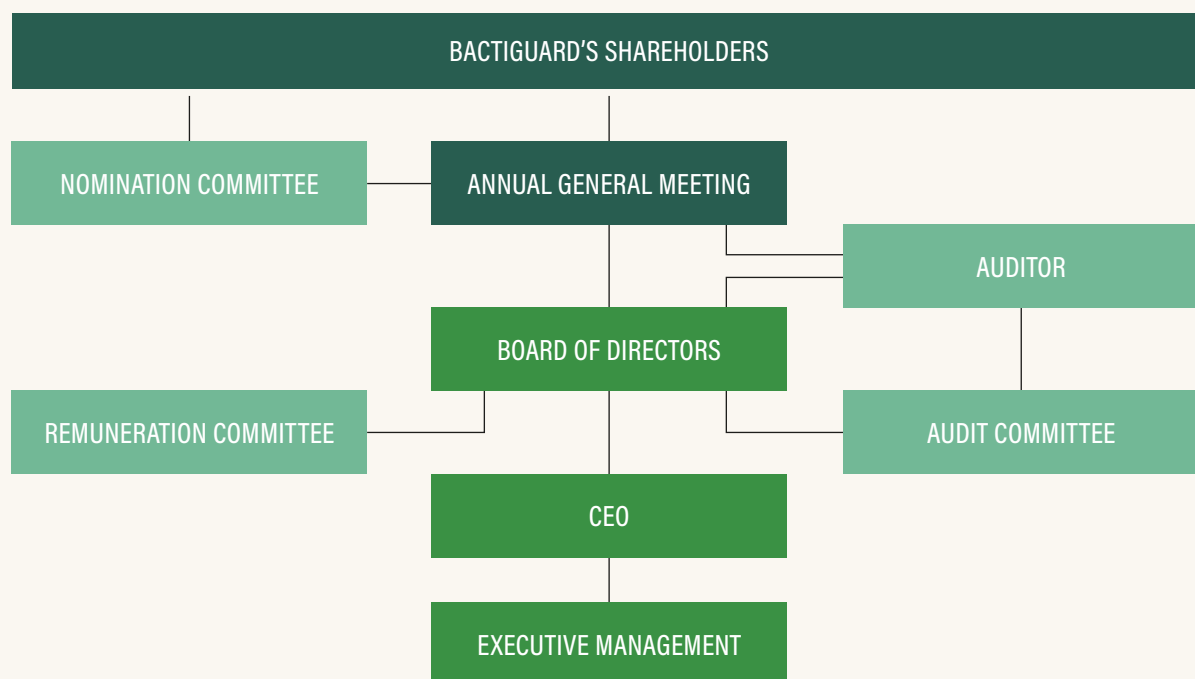 BACTIGUARD’S SHAREHOLDERS
NOMINATION COMMITTEE
ANNUAL GENERAL MEETING
AUDITOR
BOARD OF DIRECTORS
REMUNERATION COMMITTEE
AUDIT COMMITTEE
CEO
EXECUTIVE MANAGEMENT